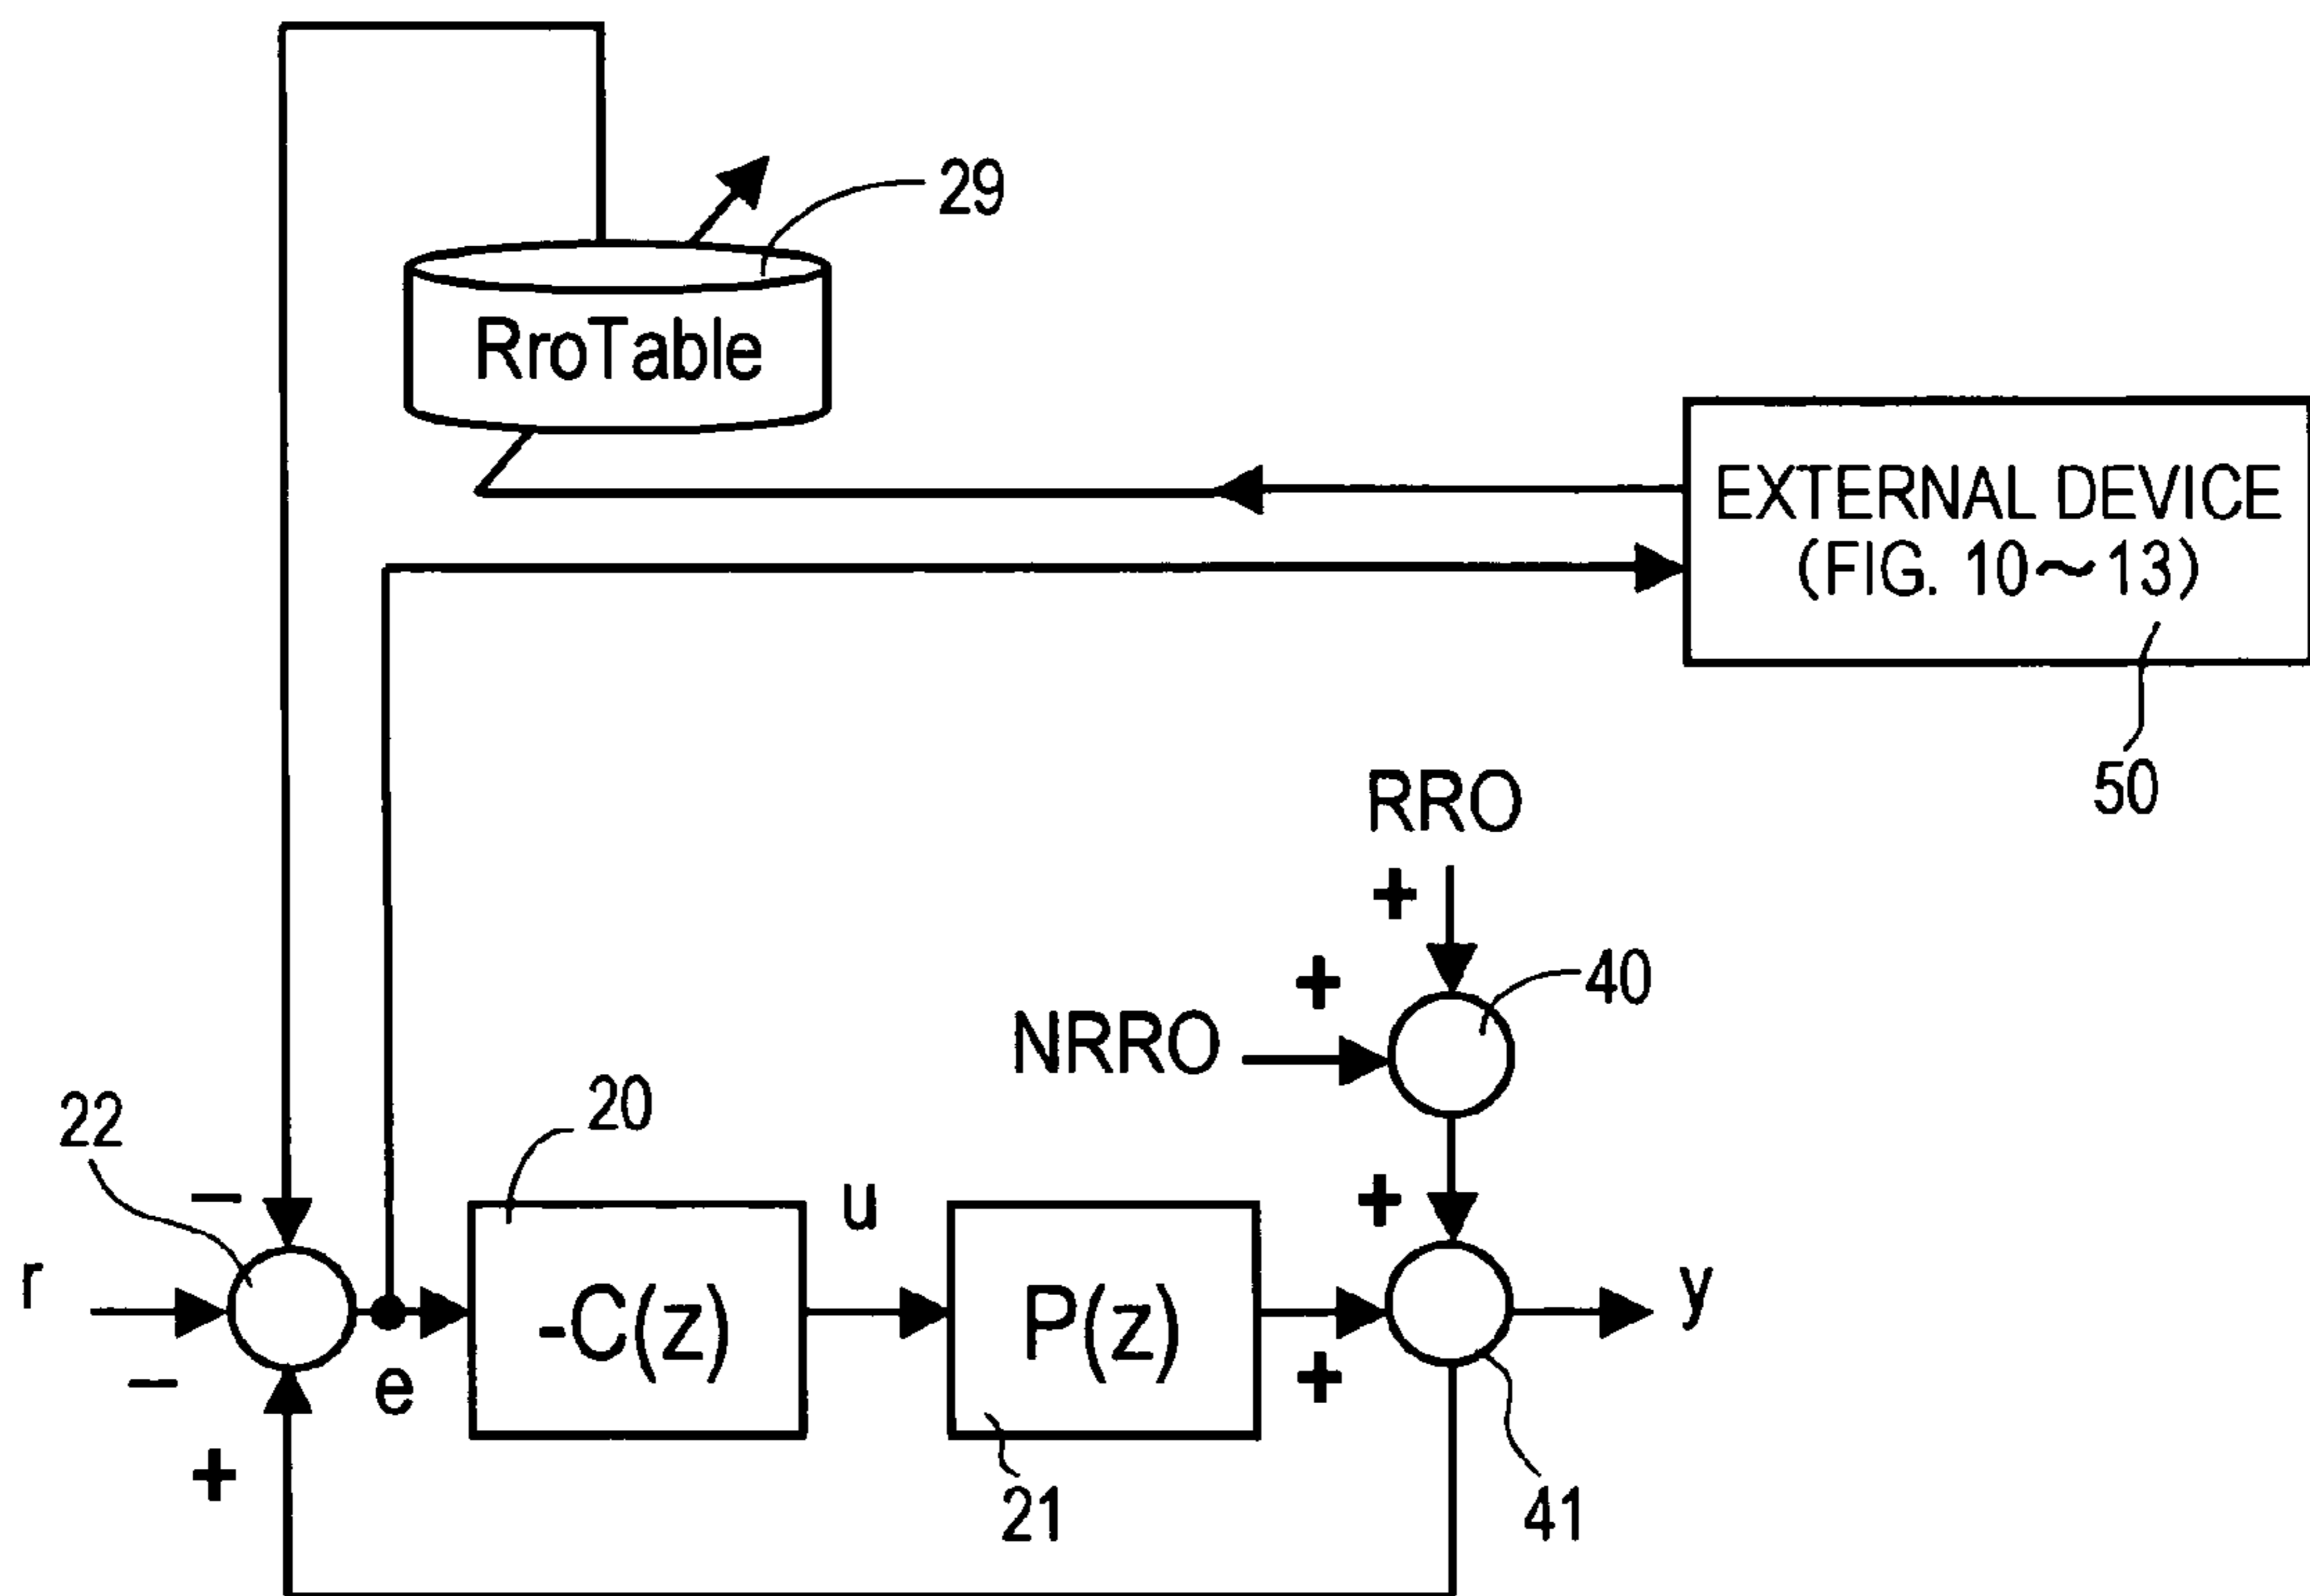 29
RroTable
EXTERNAL DEVICE
(FIG. 10～13)
50
RRO
+
+
40
NRRO
22
20
−
u
+
r
-C(z)
P(z)
y
−
e
+
+
21
41